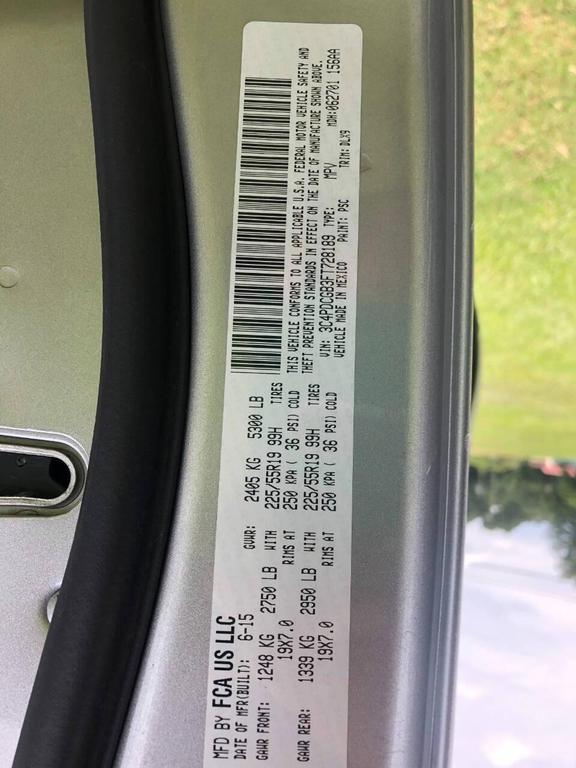 MFD BY FCA US LLC
DATE OF MFR(BUILT): 6-15 GVWR: 2405 KG 5300 LB
GAWR FRONT: 1248 KG 2750 LB WITH 225/55R19 99H TIRES
19X7.0 RIMS AT 250 KPA ( 36 PSI) COLD
GAWR REAR: 1339 KG 2950 LB WITH 225/55R19 99H TIRES
19X7.0 RIMS AT 250 KPA ( 36 PSI) COLD
THIS VEHICLE CONFORMS TO ALL APPLICABLE U.S.A. FEDERAL MOTOR VEHICLE SAFETY AND
THEFT PREVENTION STANDARDS IN EFFECT ON THE DATE OF MANUFACTURE SHOWN ABOVE.
VIN: 3C4PDCGB3FT728189 TYPE: MPV MDH:062701 156AA
VEHICLE MADE IN MEXICO PAINT: PSC TRIM: DLX9